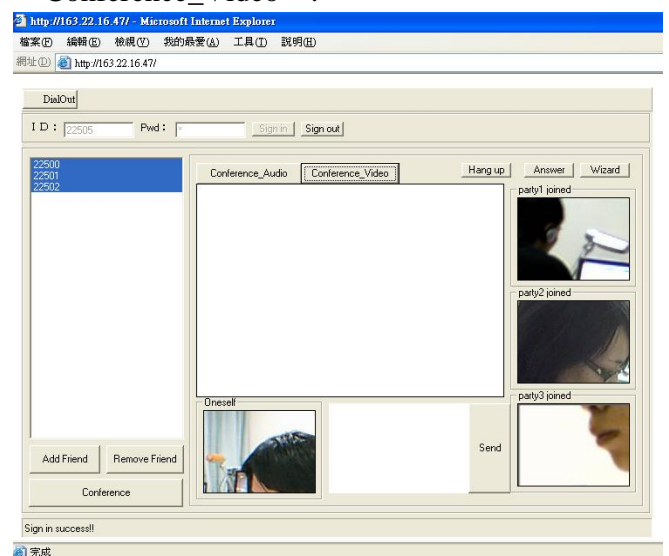 "Conference_Video".
http://163.22.16.47/ - Microsoft Internet Explorer
檔案(F) 編輯(E) 檢視(V) 我的最愛(A) 工具(T) 說明(H)
網址(D) http://163.22.16.47/
DialOut
I D : 22505 Pwd : * Sign in Sign out
22500
22501
22502
Conference_Audio Conference_Video Hang up Answer Wizard
party1 joined
party2 joined
party3 joined
Oneself
Send
Add Friend Remove Friend
Conference
Sign in success!!
完成